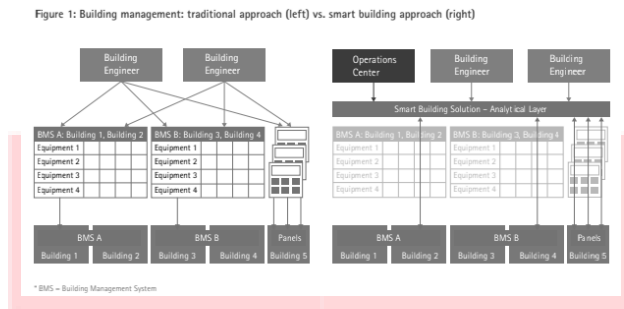 Figure 1: Building management: traditional approach (left) vs. smart building approach (right)
Building Engineer
Building Engineer
BMS A: Building 1, Building 2
Equipment 1
Equipment 2
Equipment 3
Equipment 4
BMS B: Building 3, Building 4
Equipment 1
Equipment 2
Equipment 3
Equipment 4
BMS A
Building 1 Building 2
BMS B
Building 3 Building 4
Panels
Building 5
Operations Center
Building Engineer
Building Engineer
Smart Building Solution – Analytical Layer
BMS A: Building 1, Building 2
Equipment 1
Equipment 2
Equipment 3
Equipment 4
BMS B: Building 3, Building 4
Equipment 1
Equipment 2
Equipment 3
Equipment 4
BMS A
Building 1 Building 2
BMS B
Building 3 Building 4
Panels
Building 5
* BMS = Building Management System